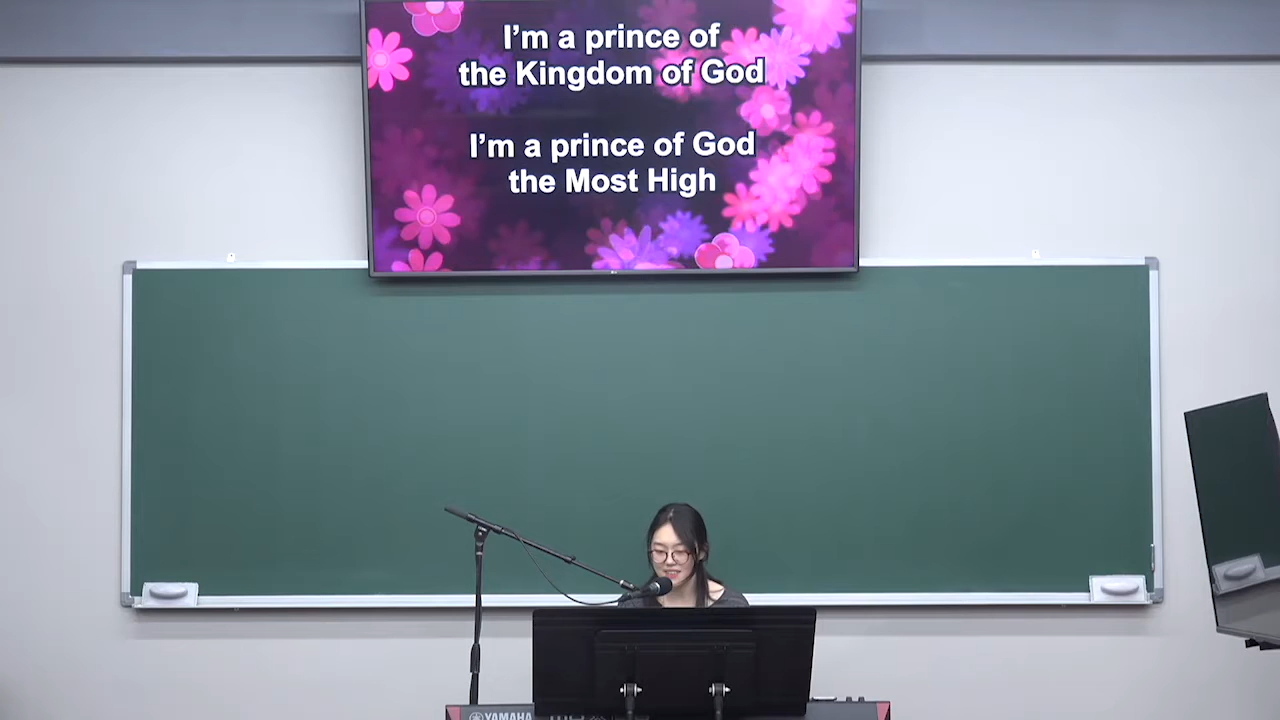 I'm a prince of
the Kingdom of God
I'm a prince of God
the Most High
YAMAHA